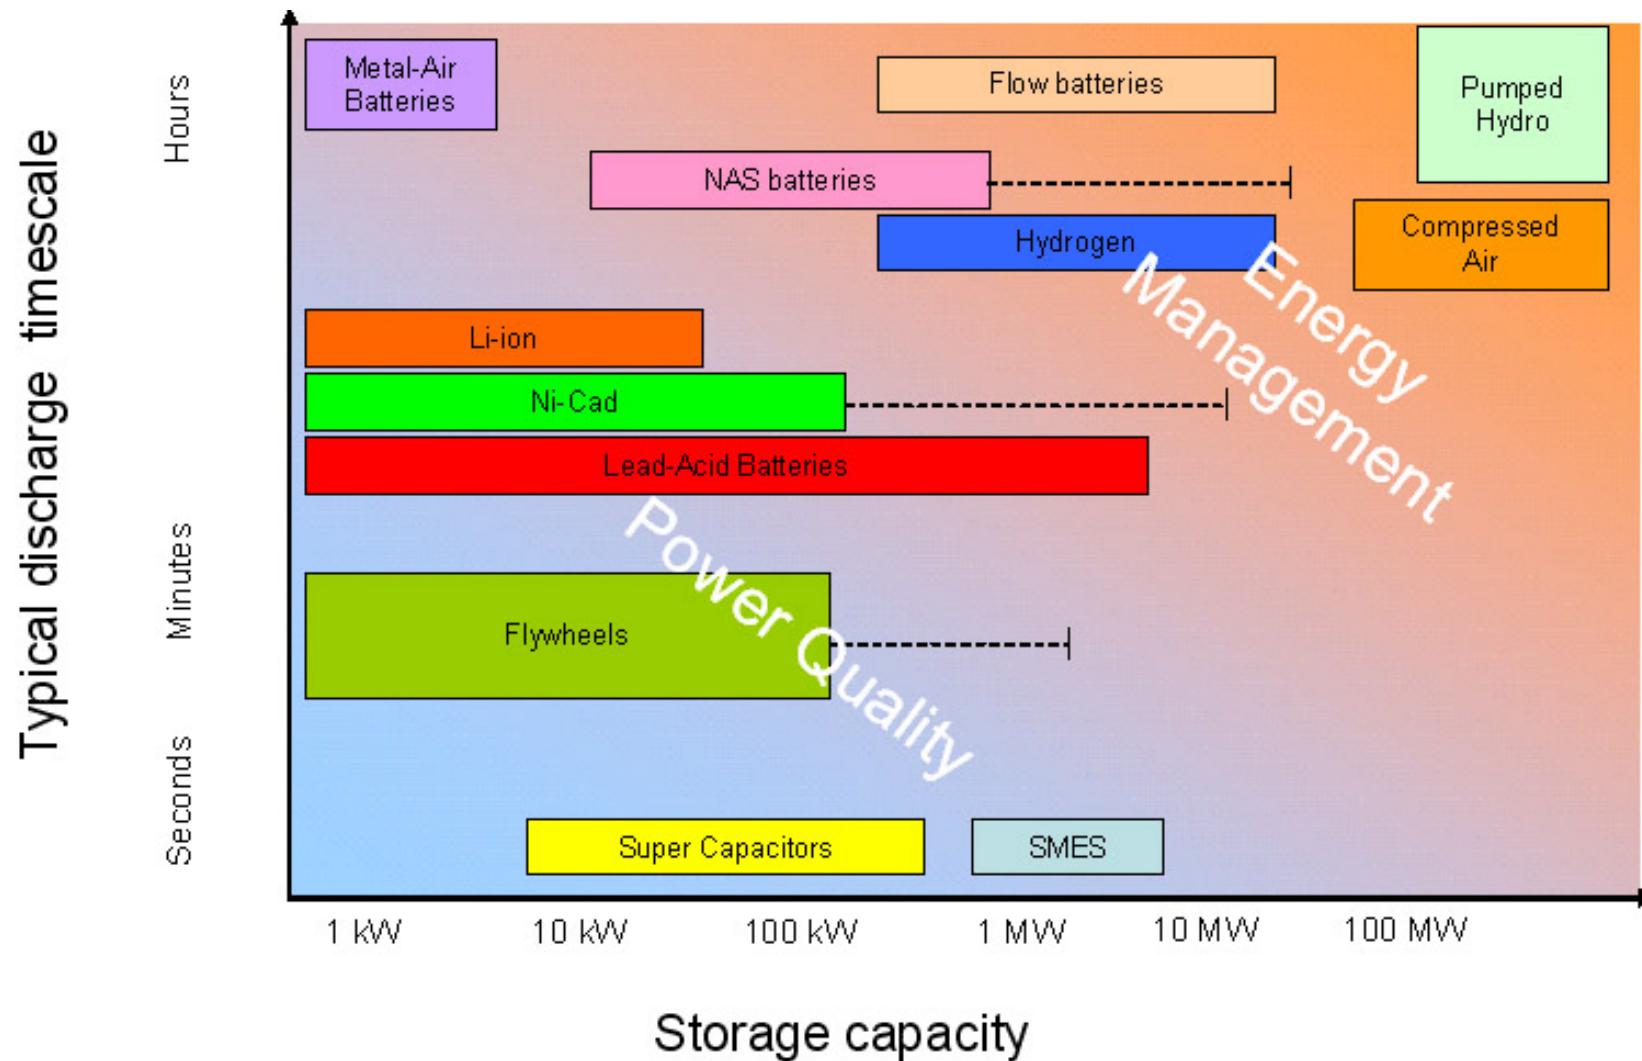 Typical discharge timescale
Hours
Minutes
Seconds
Metal-Air
Batteries
Flow batteries
Pumped
Hydro
NAS batteries
Hydrogen
Compressed
Air
Energy
Management
Li-ion
Ni-Cad
Lead-Acid Batteries
Power Quality
Flywheels
Super Capacitors
SMES
1 kW
10 kW
100 kW
1 MW
10 MW
100 MW
Storage capacity